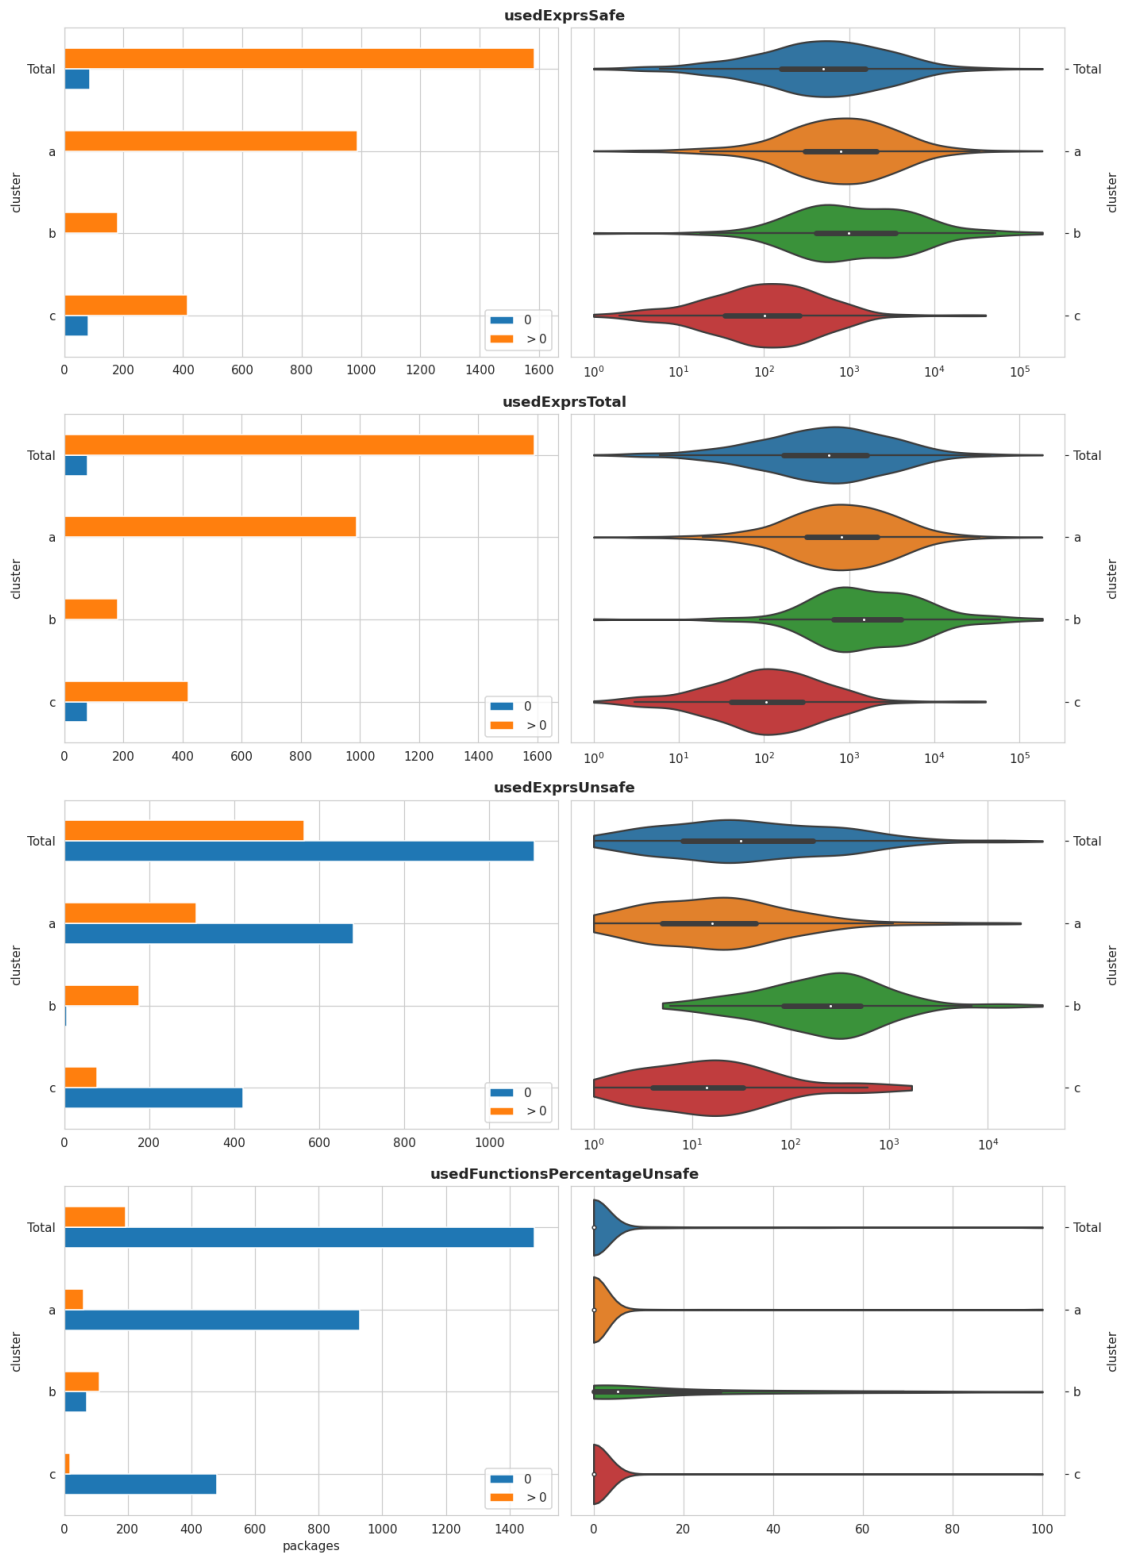 usedExprsSafe
cluster
Total
a
b
c
0
> 0
0 200 400 600 800 1000 1200 1400 1600
Total
a
b
c
cluster
10⁰ 10¹ 10² 10³ 10⁴ 10⁵
usedExprsTotal
cluster
Total
a
b
c
0
> 0
0 200 400 600 800 1000 1200 1400 1600
Total
a
b
c
cluster
10⁰ 10¹ 10² 10³ 10⁴ 10⁵
usedExprsUnsafe
cluster
Total
a
b
c
0
> 0
0 200 400 600 800 1000
Total
a
b
c
cluster
10⁰ 10¹ 10² 10³ 10⁴
usedFunctionsPercentageUnsafe
cluster
Total
a
b
c
0
> 0
0 200 400 600 800 1000 1200 1400
packages
Total
a
b
c
cluster
0 20 40 60 80 100